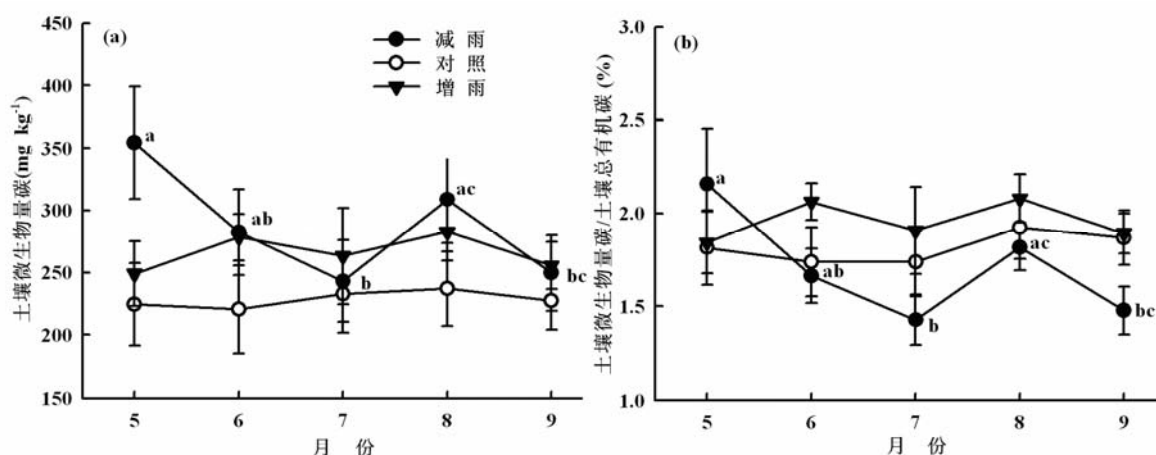 (a)
减 雨
对 照
增 雨
土壤微生物量碳(mg kg⁻¹)
450
400
350
300
250
200
150
a
ab
b
ac
bc
5 6 7 8 9
月 份
(b)
土壤微生物量碳/土壤总有机碳 (%)
3.0
2.5
2.0
1.5
1.0
a
ab
b
ac
bc
5 6 7 8 9
月 份